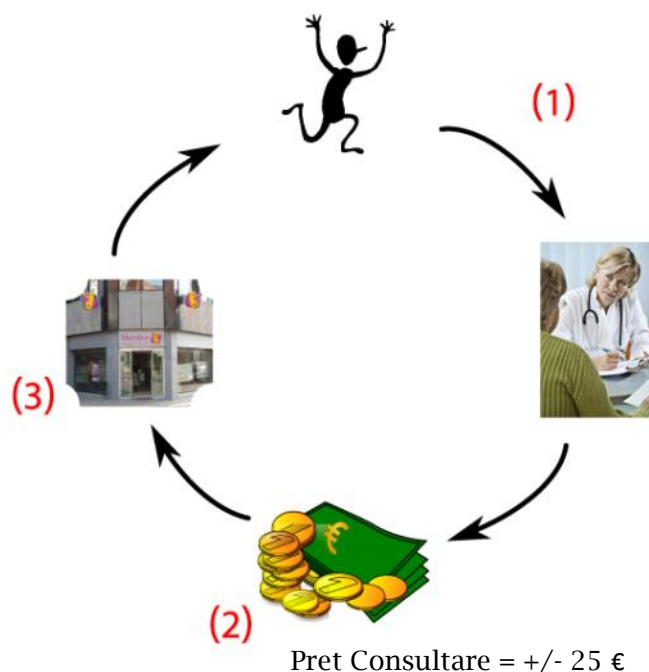 (1)
(3)
(2)
Pret Consultare = +/- 25 €